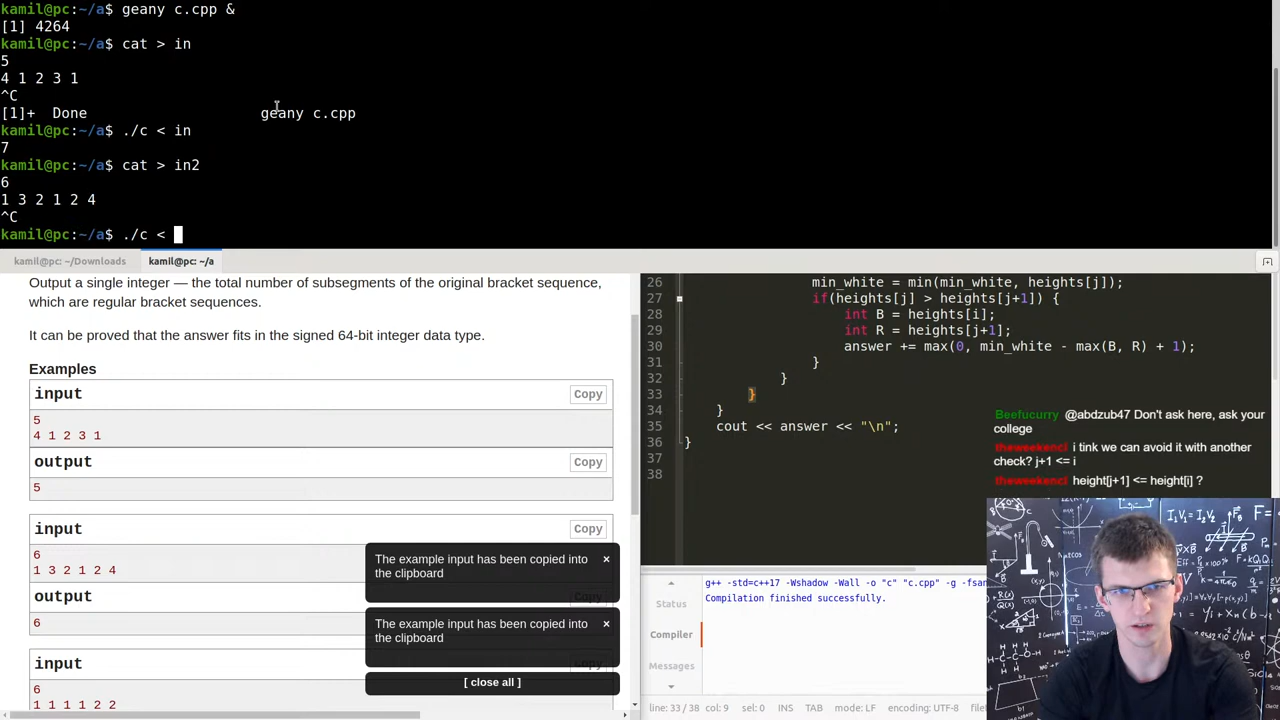 kamil@pc:~/a$ geany c.cpp &
[1] 4264
kamil@pc:~/a$ cat > in
5
4 1 2 3 1
^C
[1]+  Done                    geany c.cpp
kamil@pc:~/a$ ./c < in
7
kamil@pc:~/a$ cat > in2
6
1 3 2 1 2 4
^C
kamil@pc:~/a$ ./c <
kamil@pc: ~/Downloads
kamil@pc: ~/a
Output a single integer — the total number of subsegments of the original bracket sequence,
which are regular bracket sequences.
It can be proved that the answer fits in the signed 64-bit integer data type.
Examples
input
Copy
5
4 1 2 3 1
output
Copy
5
input
Copy
6
1 3 2 1 2 4
output
6
input
6
1 1 1 1 2 2
The example input has been copied into
the clipboard
×
The example input has been copied into
the clipboard
×
[ close all ]
26 min_white = min(min_white, heights[j]);
27 if(heights[j] > heights[j+1]) {
28 int B = heights[i];
29 int R = heights[j+1];
30 answer += max(0, min_white - max(B, R) + 1);
31 }
32 }
33 }
34 }
35 cout << answer << "\n";
36 }
37
38
Beefucurry @abdzub47 Don't ask here, ask your
college
theweekenci i tink we can avoid it with another
check? j+1 <= i
theweekenci height[j+1] <= height[i] ?
Status
Compiler
Messages
g++ -std=c++17 -Wshadow -Wall -o "c" "c.cpp" -g -fsan
Compilation finished successfully.
line: 33 / 38
col: 9
sel: 0
INS
TAB
mode: LF
encoding: UTF-8